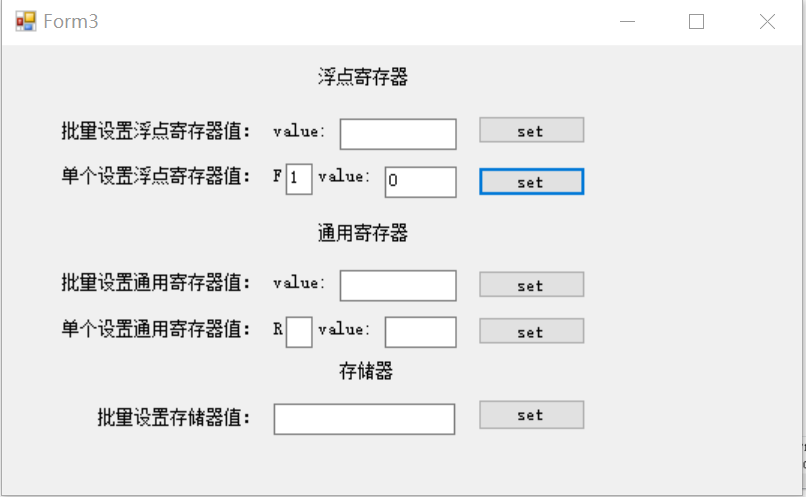 Form3
浮点寄存器
批量设置浮点寄存器值： value: set
单个设置浮点寄存器值： F 1 value: 0 set
通用寄存器
批量设置通用寄存器值： value: set
单个设置通用寄存器值： R value: set
存储器
批量设置存储器值： set